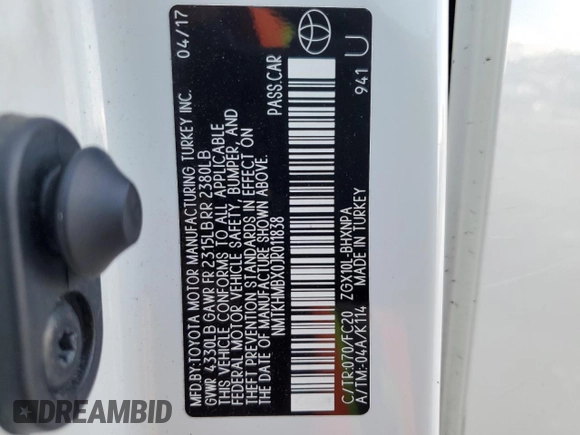 MFD.BY:TOYOTA MOTOR MANUFACTURING TURKEY INC. 04/17
GVWR 4330LB GAWR FR 2315LB RR 2380LB
THIS VEHICLE CONFORMS TO ALL APPLICABLE
FEDERAL MOTOR VEHICLE SAFETY, BUMPER, AND
THEFT PREVENTION STANDARDS IN EFFECT ON
THE DATE OF MANUFACTURE SHOWN ABOVE.
NMTKHMBX0JR011838 PASS.CAR
C/TR:070/FC20 ZGX10L-BHXNPA 941 U
A/TM:-04A/K114 MADE IN TURKEY
DREAMBID